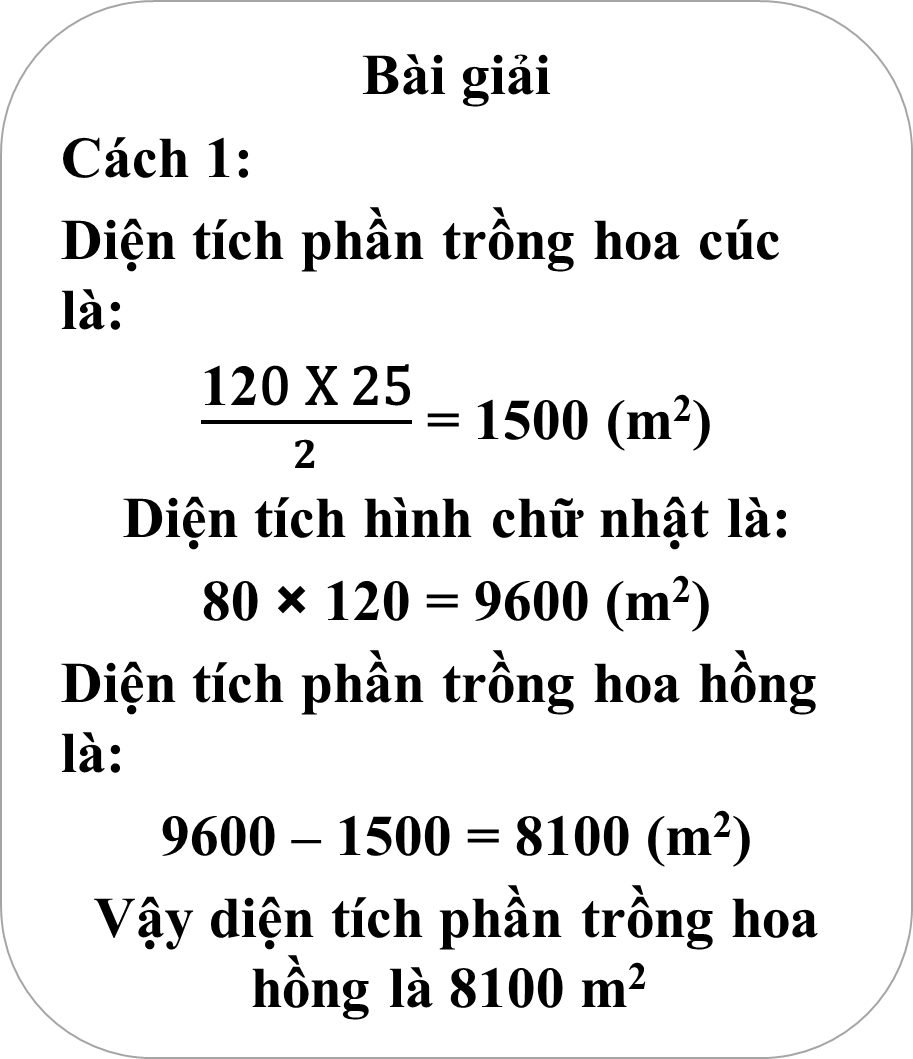 Bài giải
Cách 1:
Diện tích phần trồng hoa cúc
là:
120 X 25
2
= 1500 (m²)
Diện tích hình chữ nhật là:
80 × 120 = 9600 (m²)
Diện tích phần trồng hoa hồng
là:
9600 – 1500 = 8100 (m²)
Vậy diện tích phần trồng hoa
hồng là 8100 m²